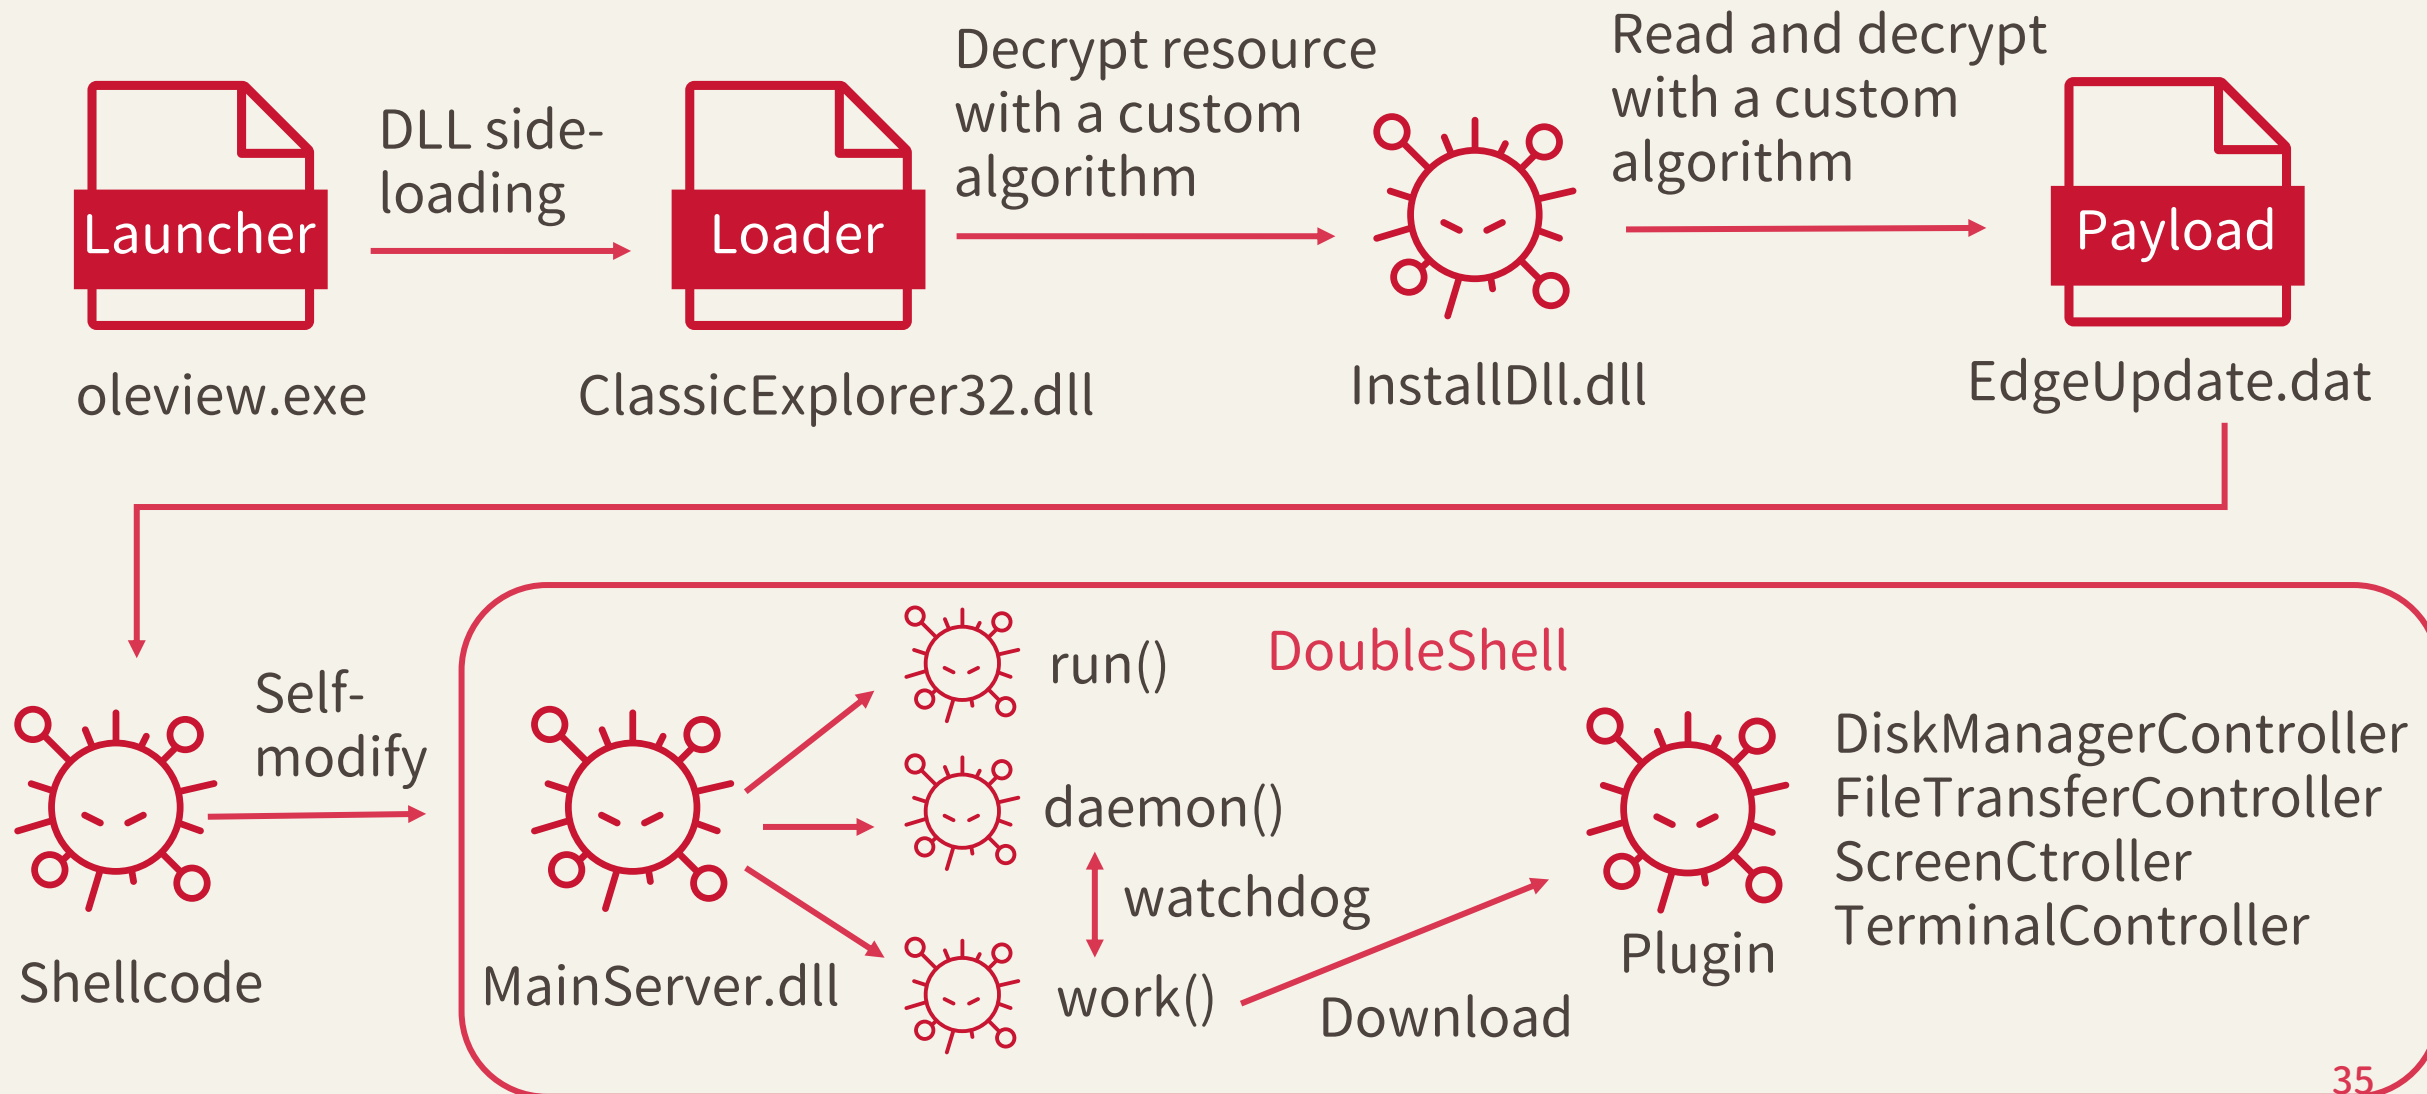 Launcher
oleview.exe
DLL side-
loading
Loader
ClassicExplorer32.dll
Decrypt resource
with a custom
algorithm
InstallDll.dll
Read and decrypt
with a custom
algorithm
Payload
EdgeUpdate.dat
Shellcode
Self-
modify
MainServer.dll
run()
DoubleShell
daemon()
watchdog
work()
Download
Plugin
DiskManagerController
FileTransferController
ScreenCtroller
TerminalController
35